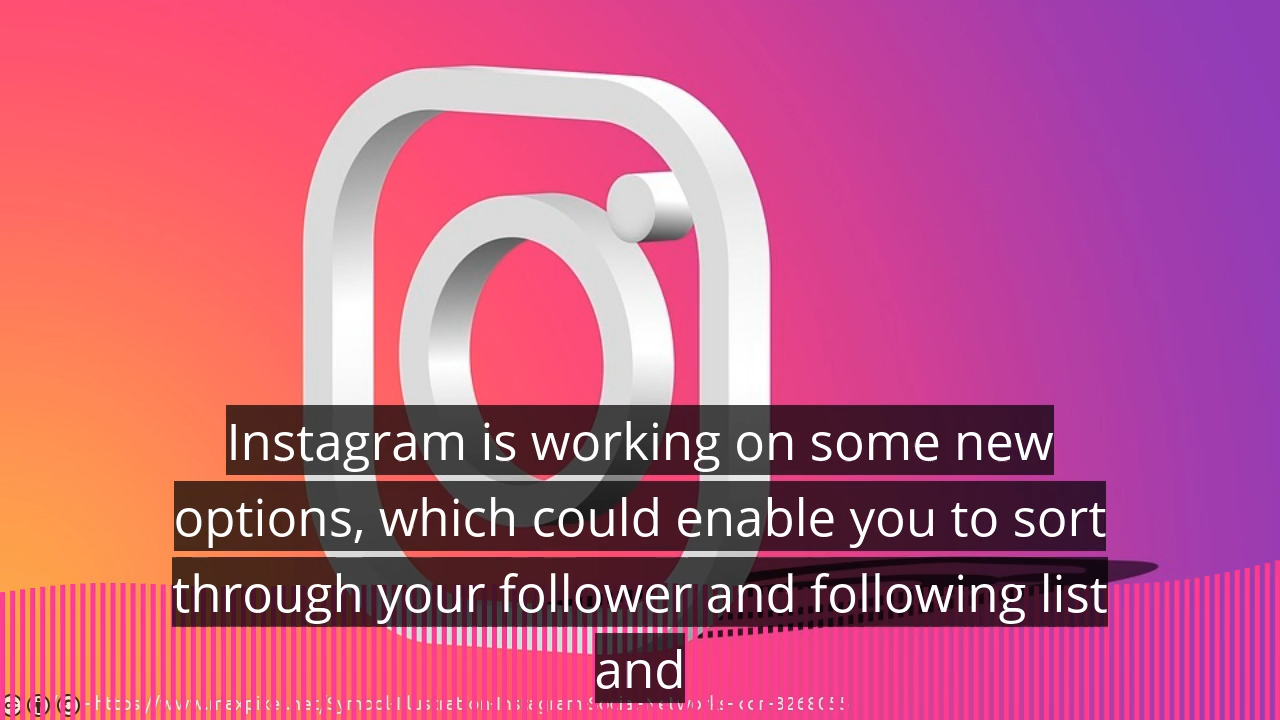 Instagram is working on some new
options, which could enable you to sort
through your follower and following list
and